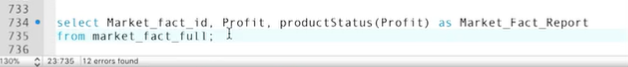 733
734 select Market_fact_id, Profit, productStatus(Profit) as Market_Fact_Report
735 from market_fact_full;
736
130% 23:735 12 errors found